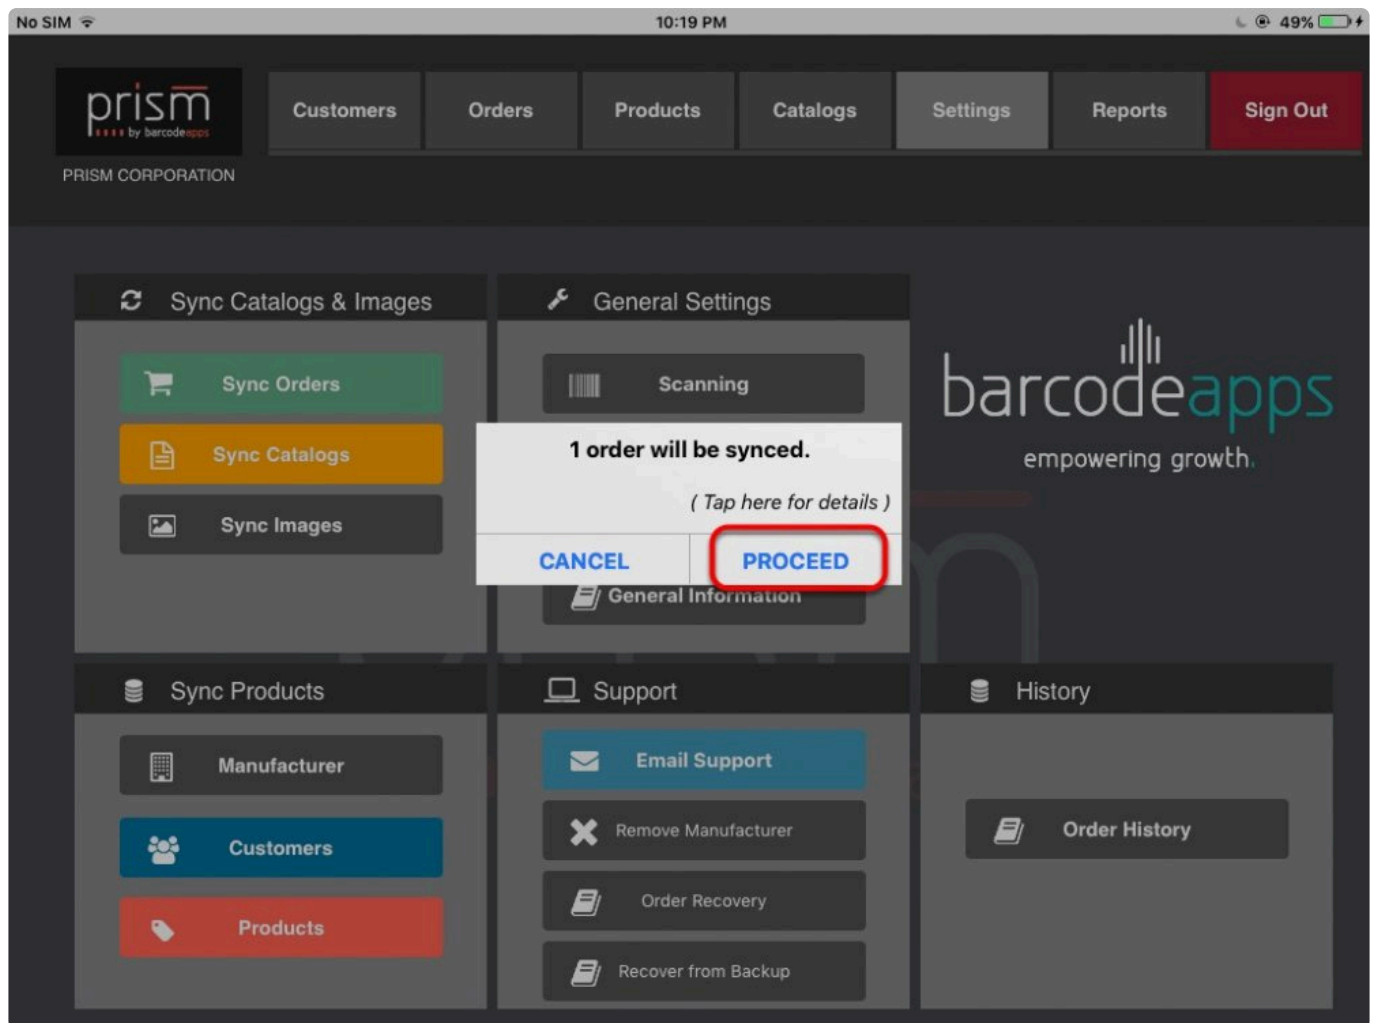 No SIM 10:19 PM 49%
prism
by barcodeapps
Customers Orders Products Catalogs Settings Reports Sign Out
PRISM CORPORATION
Sync Catalogs & Images
Sync Orders
Sync Catalogs
Sync Images
General Settings
Scanning
1 order will be synced.
( Tap here for details )
CANCEL PROCEED
General Information
barcodeapps
empowering growth.
Sync Products
Manufacturer
Customers
Products
Support
Email Support
Remove Manufacturer
Order Recovery
Recover from Backup
History
Order History